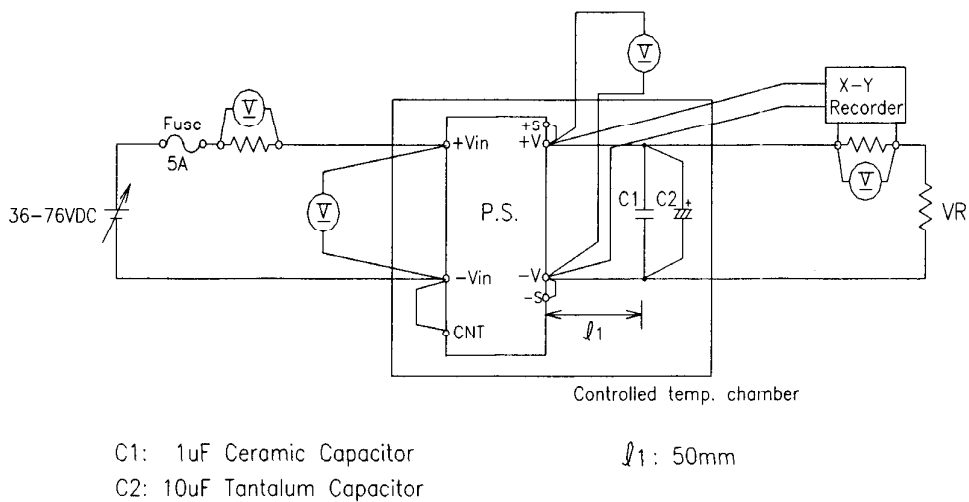 V
X-Y
Recorder
Fuse
5A
V
+S
+V
+Vin
V
36-76VDC
V
P.S.
C1
C2
+
VR
-Vin
-V
-S
CNT
ℓ1
Controlled temp. chamber
C1: 1uF Ceramic Capacitor
ℓ1: 50mm
C2: 10uF Tantalum Capacitor